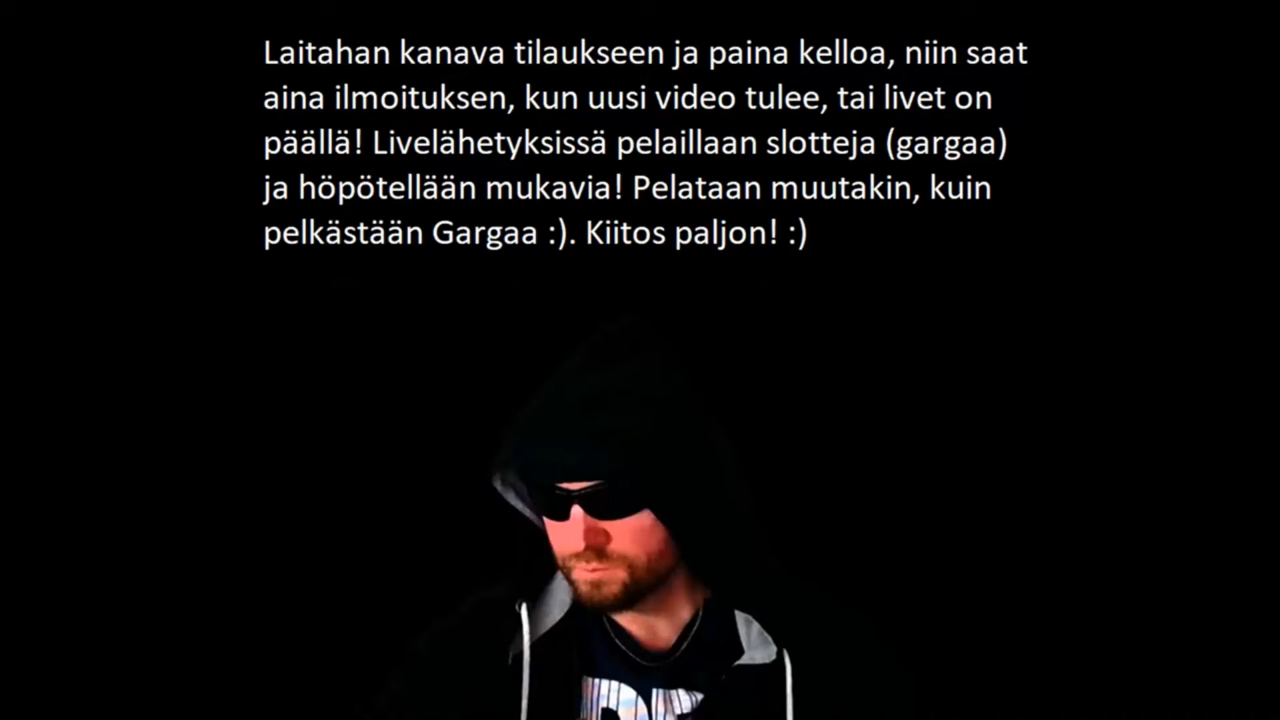 Laitahan kanava tilaukseen ja paina kelloa, niin saat
aina ilmoituksen, kun uusi video tulee, tai livet on
päällä! Livelähetyksissä pelaillaan slotteja (gargaa)
ja höpötellään mukavia! Pelataan muutakin, kuin
pelkästään Gargaa :). Kiitos paljon! :)